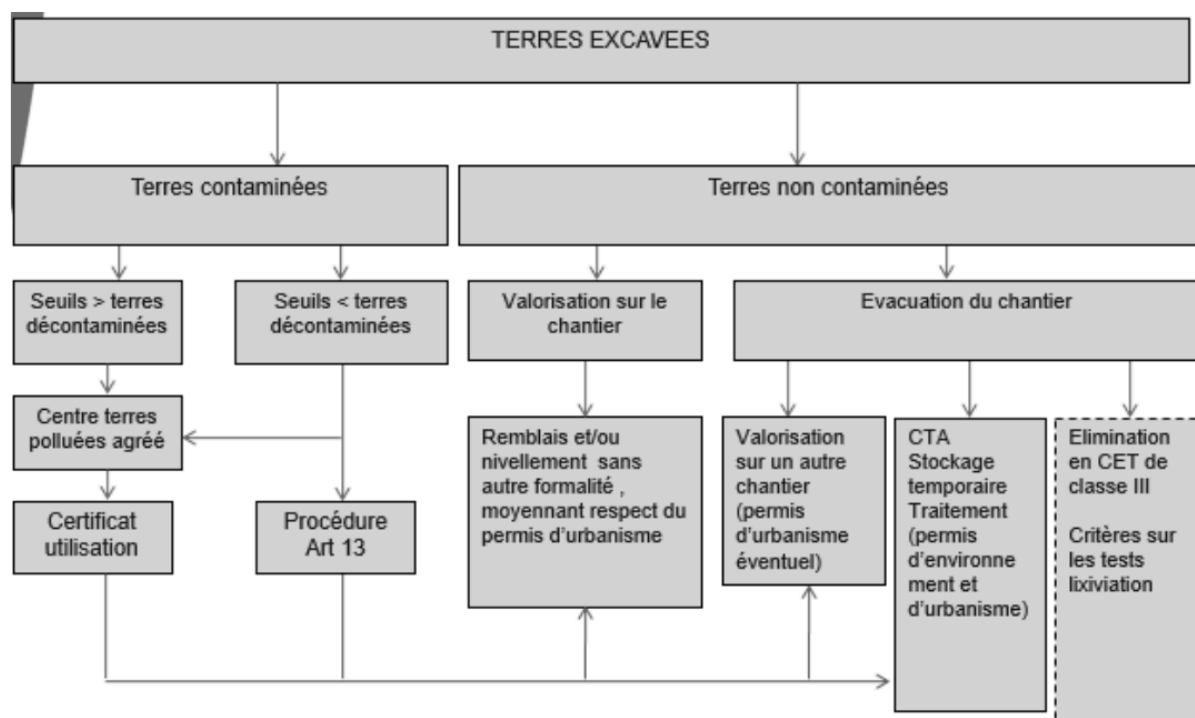 TERRES EXCAVEES
Terres contaminées
Terres non contaminées
Seuils > terres
décontaminées
Seuils < terres
décontaminées
Valorisation sur le
chantier
Evacuation du chantier
Centre terres
polluées agréé
Remblais et/ou
nivellement sans
autre formalité ,
moyennant respect du
permis d'urbanisme
Valorisation
sur un autre
chantier
(permis
d'urbanisme
éventuel)
CTA
Stockage
temporaire
Traitement
(permis
d'environne
ment et
d'urbanisme)
Elimination
en CET de
classe III
Critères sur
les tests
lixiviation
Certificat
utilisation
Procédure
Art 13